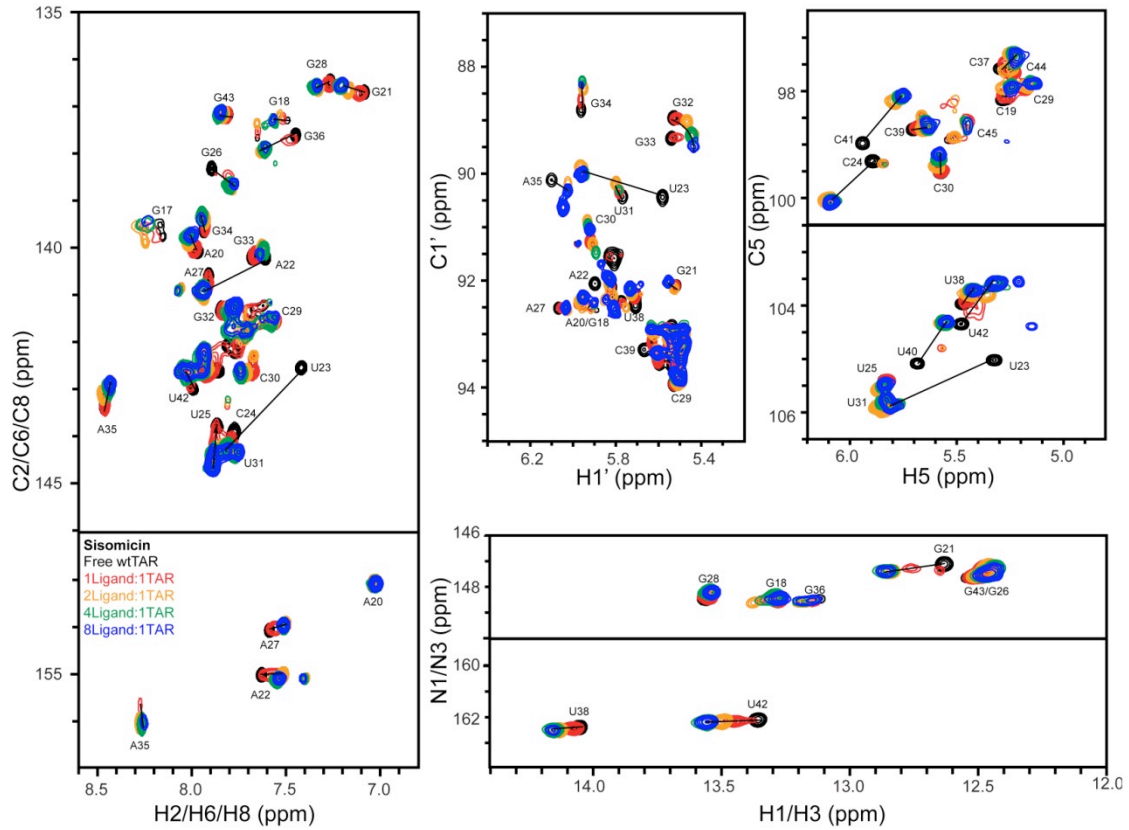 135
140
145
155
C2/C6/C8 (ppm)
G28
G21
G43
G18
G36
G26
G17
G34
A20
G33
A22
A27
G32
C29
C30
U23
U42
U25
C24
U31
A35
Sisomicin
Free wtTAR
1Ligand:1TAR
2Ligand:1TAR
4Ligand:1TAR
8Ligand:1TAR
A20
A27
A22
A35
8.5
8.0
7.5
7.0
H2/H6/H8 (ppm)
88
90
92
94
C1' (ppm)
G34
G32
G33
A35
U23
U31
C30
A22
G21
A27
A20/G18
U38
C39
C29
6.2
5.8
5.4
H1' (ppm)
98
100
104
106
C5 (ppm)
C37
C44
C29
C19
C41
C39
C45
C24
C30
U38
U42
U40
U23
U25
U31
6.0
5.5
5.0
H5 (ppm)
146
148
160
162
N1/N3 (ppm)
G21
G28
G18
G36
G43/G26
U38
U42
14.0
13.5
13.0
12.5
12.0
H1/H3 (ppm)